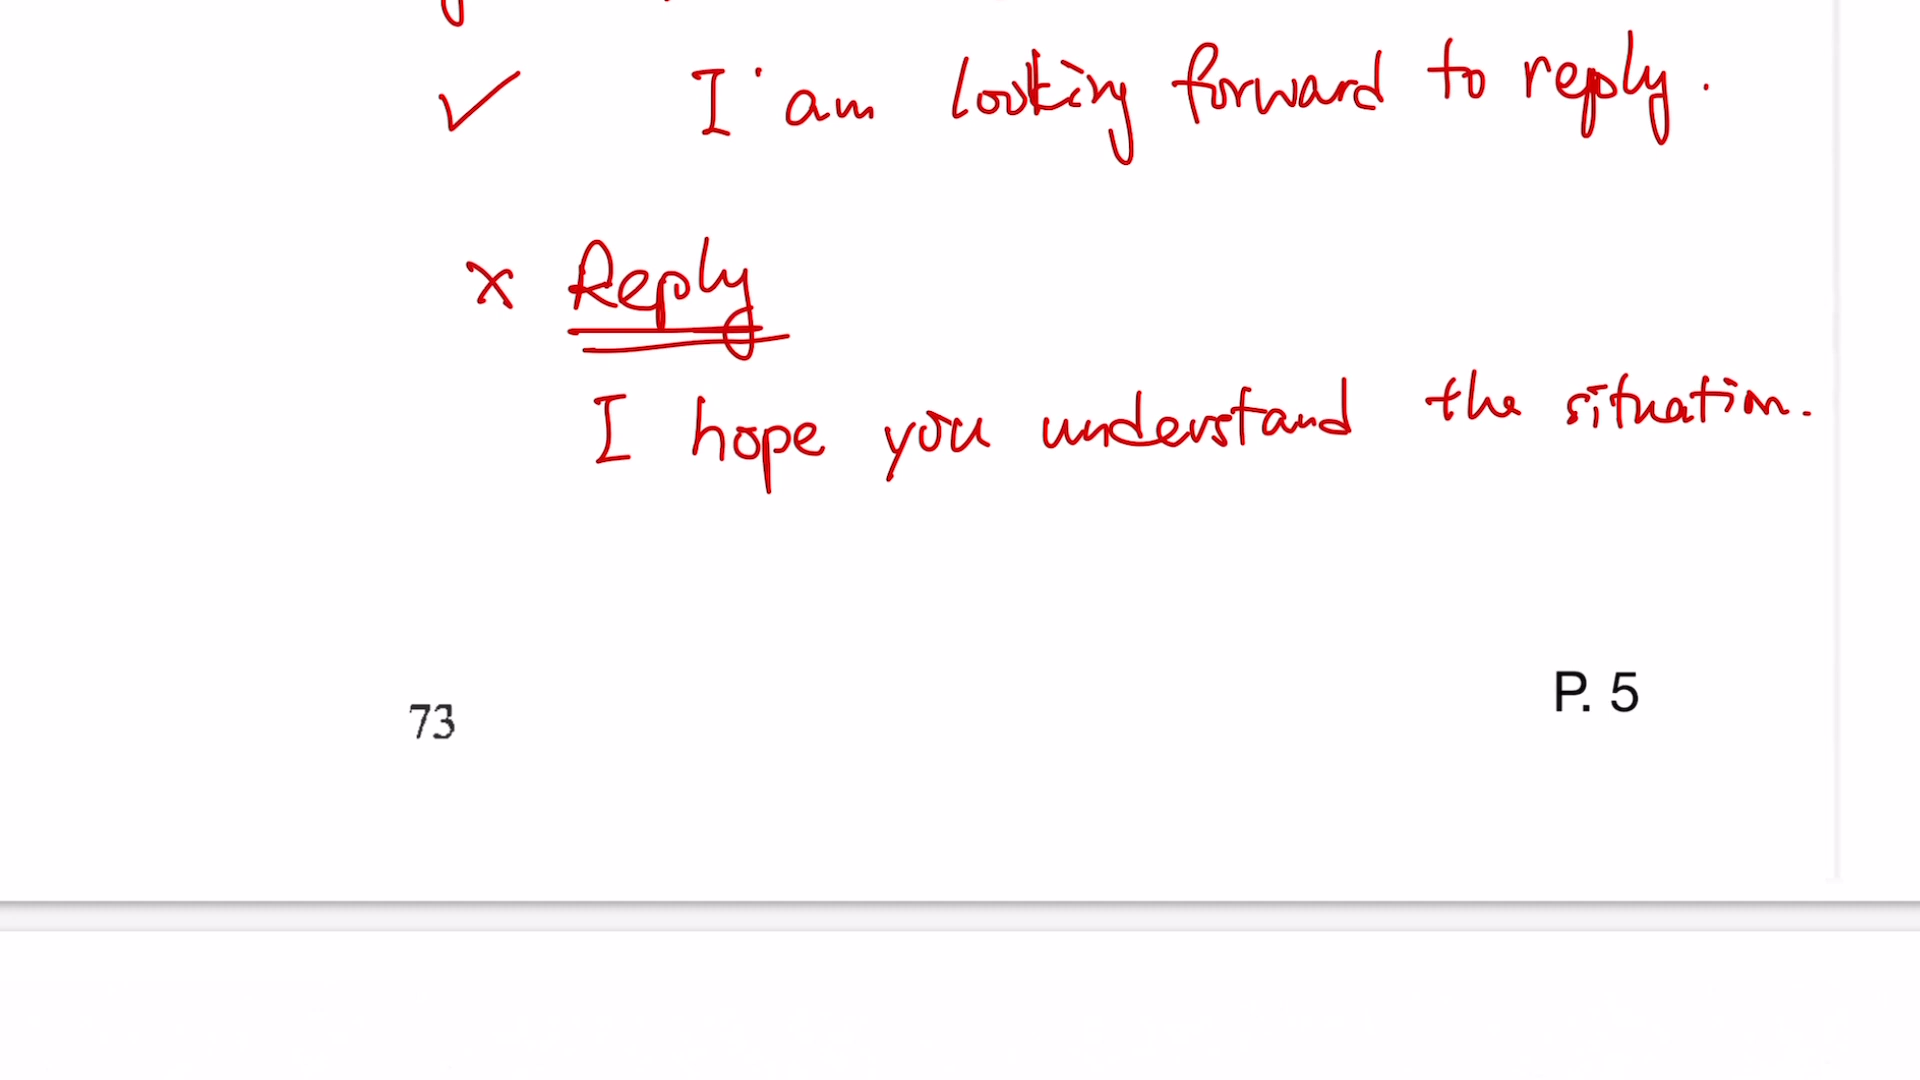 ✓ I am looking forward to reply.
× Reply
I hope you understand the situation.
P. 5
73